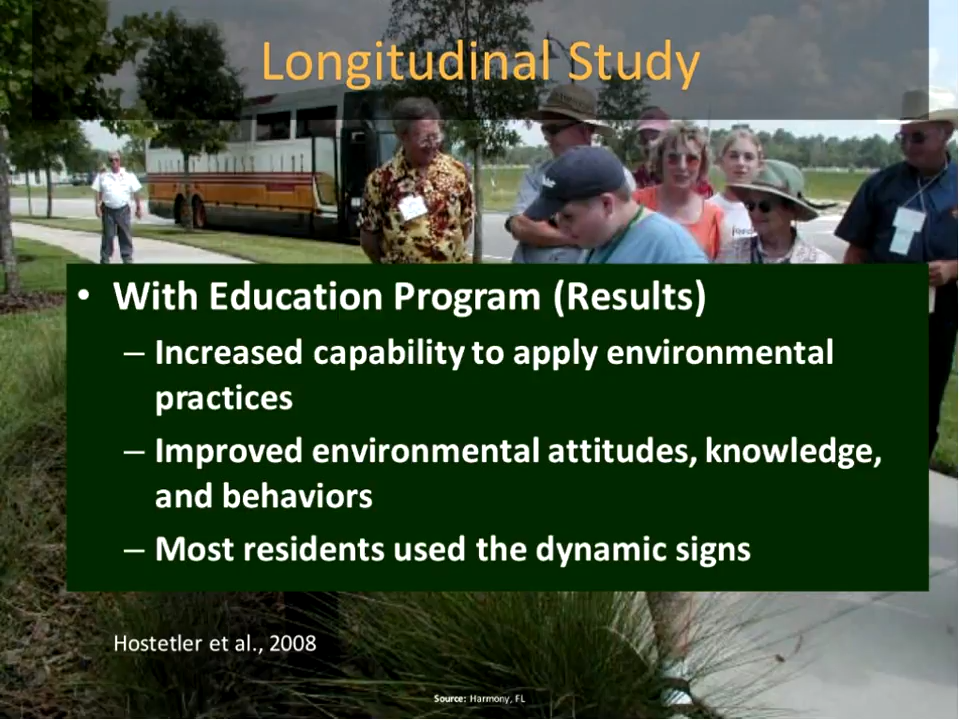 Longitudinal Study
• With Education Program (Results)
– Increased capability to apply environmental
practices
– Improved environmental attitudes, knowledge,
and behaviors
– Most residents used the dynamic signs
Hostetler et al., 2008
Source: Harmony, FL